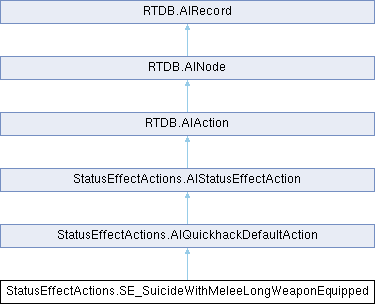 RTDB.AIRecord
RTDB.AINode
RTDB.AIAction
StatusEffectActions.AIStatusEffectAction
StatusEffectActions.AIQuickhackDefaultAction
StatusEffectActions.SE_SuicideWithMeleeLongWeaponEquipped